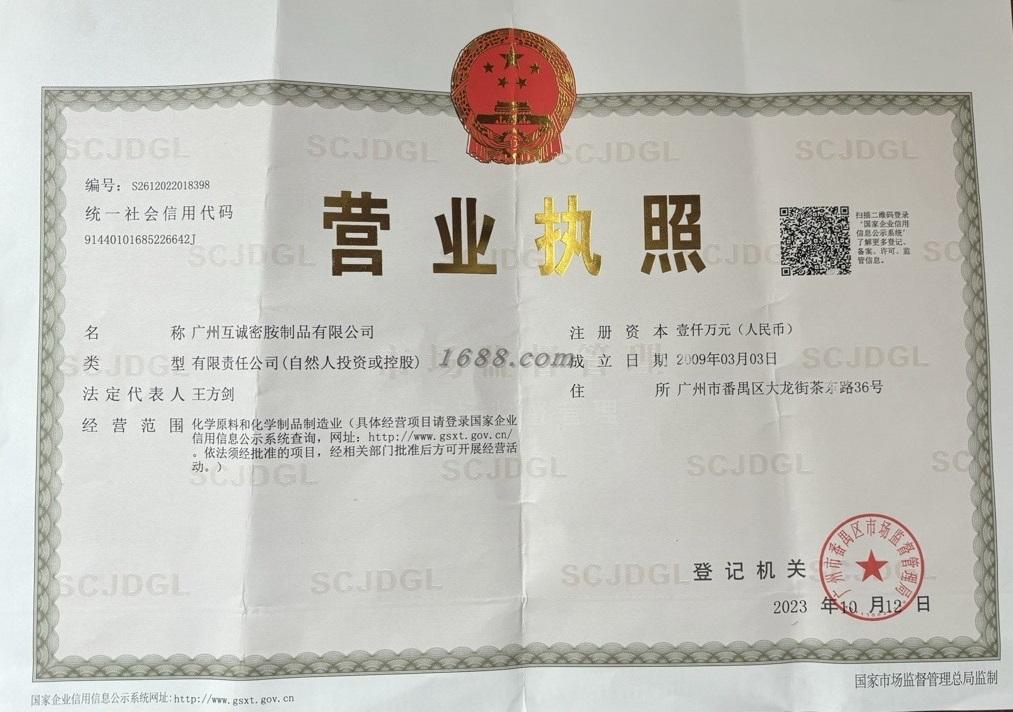 SCJDGL SCJDGL SCJDGL SCJDGL
编号： S2612022018398
统一社会信用代码
91440101685226642J
营业执照
扫描二维码登录
‘国家企业信用
信息公示系统’
了解更多登记、
备案、许可、监
管信息。
名称 广州互诚密胺制品有限公司
类型 有限责任公司(自然人投资或控股)
法定代表人 王方剑
经营范围 化学原料和化学制品制造业（具体经营项目请登录国家企业
信用信息公示系统查询，网址：http://www.gsxt.gov.cn/
。依法须经批准的项目，经相关部门批准后方可开展经营活
动。）
注册资本 壹仟万元（人民币）
成立日期 2009年03月03日
住所 广州市番禺区大龙街茶东路36号
1688.com
SCJDGL SCJDGL SCJDGL
登记机关
广州市番禺区市场监督管理局
2023 年10 月12 日
SCJDGL SCJDGL SCJDGL
国家企业信用信息公示系统网址:http://www.gsxt.gov.cn
国家市场监督管理总局监制